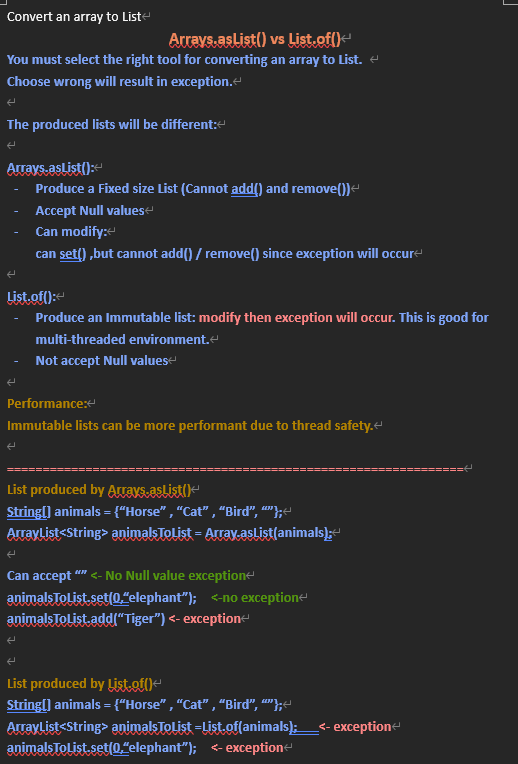 Convert an array to List
Arrays.asList() vs List.of()
You must select the right tool for converting an array to List.
Choose wrong will result in exception.
The produced lists will be different:
Arrays.asList():
- Produce a Fixed size List (Cannot add() and remove())
- Accept Null values
- Can modify:
can set() ,but cannot add() / remove() since exception will occur
List.of():
- Produce an Immutable list: modify then exception will occur. This is good for
multi-threaded environment.
- Not accept Null values
Performance:
Immutable lists can be more performant due to thread safety.
=================================================================
List produced by Arrays.asList()
String[] animals = {“Horse” , “Cat” , “Bird”, “”};
ArrayList<String> animalsToList = Array.asList(animals);
Can accept “” <- No Null value exception
animalsToList.set(0,“elephant”); <-no exception
animalsToList.add(“Tiger”) <- exception
List produced by List.of()
String[] animals = {“Horse” , “Cat” , “Bird”, “”};
ArrayList<String> animalsToList =List.of(animals); <- exception
animalsToList.set(0,“elephant”); <- exception